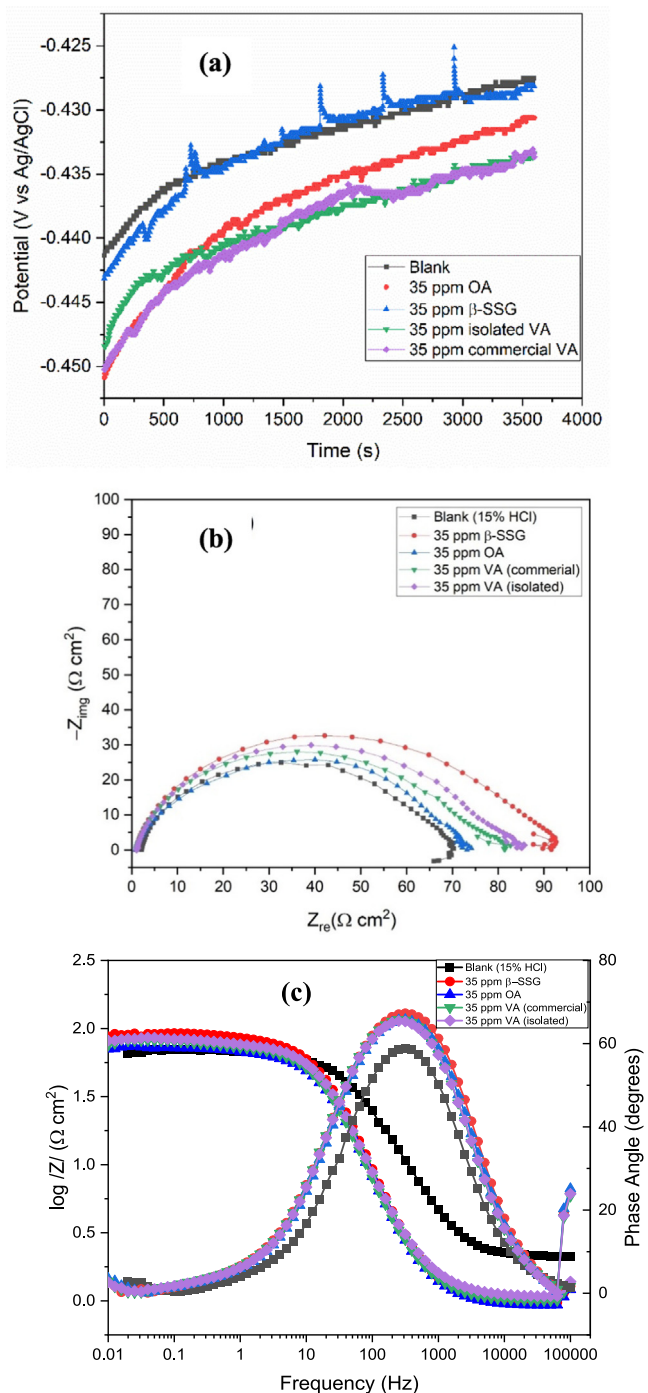 (a)
-0.425
-0.430
-0.435
-0.440
-0.445
-0.450
Potential (V vs Ag/AgCl)
Blank
35 ppm OA
35 ppm β-SSG
35 ppm isolated VA
35 ppm commercial VA
0 500 1000 1500 2000 2500 3000 3500 4000
Time (s)
(b)
)
100
90
80
70
60
50
40
30
20
10
0
−Zimg (Ω cm2)
Blank (15% HCl)
35 ppm β-SSG
35 ppm OA
35 ppm VA (commerial)
35 ppm VA (isolated)
0 10 20 30 40 50 60 70 80 90 100
Zre(Ω cm2)
(c)
2.5
2.0
1.5
1.0
0.5
0.0
log /Z/ (Ω cm2)
Blank (15% HCl)
35 ppm β-SSG
35 ppm OA
35 ppm VA (commercial)
35 ppm VA (isolated)
80
60
40
20
0
Phase Angle (degrees)
0.01 0.1 1 10 100 1000 10000 100000
Frequency (Hz)